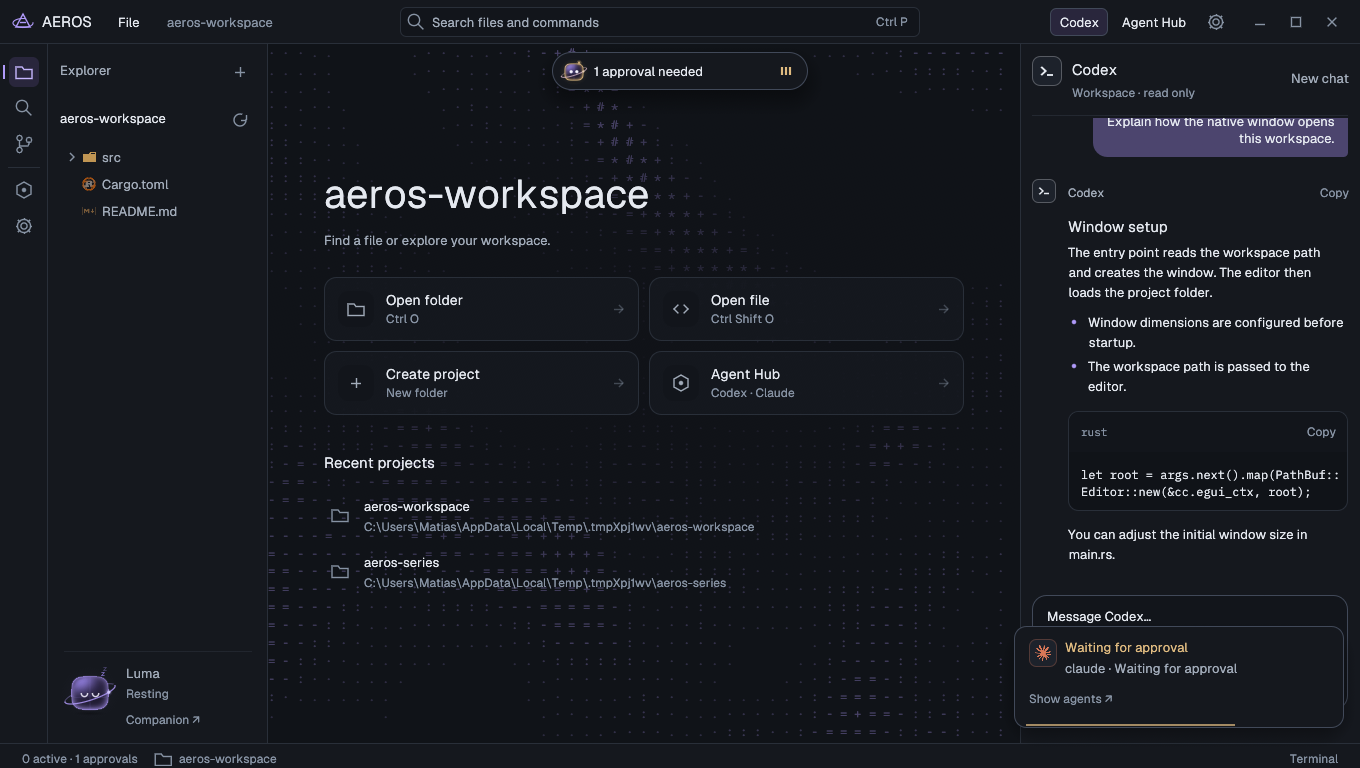 AEROS File aeros-workspace Search files and commands Ctrl P Codex Agent Hub
Explorer
aeros-workspace
src
Cargo.toml
README.md
Luma
Resting
Companion
1 approval needed
aeros-workspace
Find a file or explore your workspace.
Open folder
Ctrl O
Open file
Ctrl Shift O
Create project
New folder
Agent Hub
Codex · Claude
Recent projects
aeros-workspace
C:\Users\Matias\AppData\Local\Temp\.tmpXpj1wv\aeros-workspace
aeros-series
C:\Users\Matias\AppData\Local\Temp\.tmpXpj1wv\aeros-series
Codex
Workspace · read only
New chat
Explain how the native window opens
this workspace.
Codex Copy
Window setup
The entry point reads the workspace path
and creates the window. The editor then
loads the project folder.
• Window dimensions are configured before
startup.
• The workspace path is passed to the
editor.
rust Copy
let root = args.next().map(PathBuf::
Editor::new(&cc.egui_ctx, root);
You can adjust the initial window size in
main.rs.
Message Codex…
Waiting for approval
claude · Waiting for approval
Show agents
0 active · 1 approvals aeros-workspace Terminal